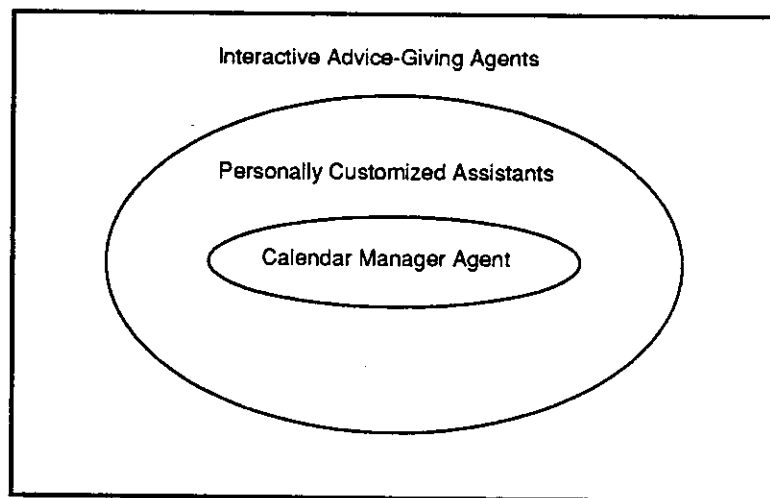 Interactive Advice-Giving Agents
Personally Customized Assistants
Calendar Manager Agent